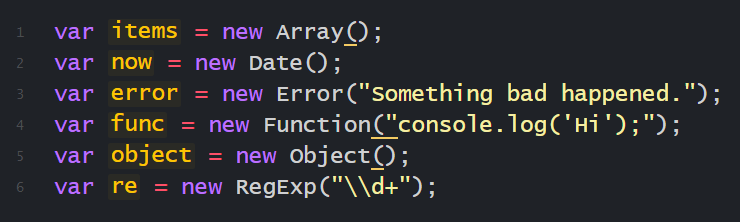 1 var items = new Array();
2 var now = new Date();
3 var error = new Error("Something bad happened.");
4 var func = new Function("console.log('Hi');");
5 var object = new Object();
6 var re = new RegExp("\\d+");